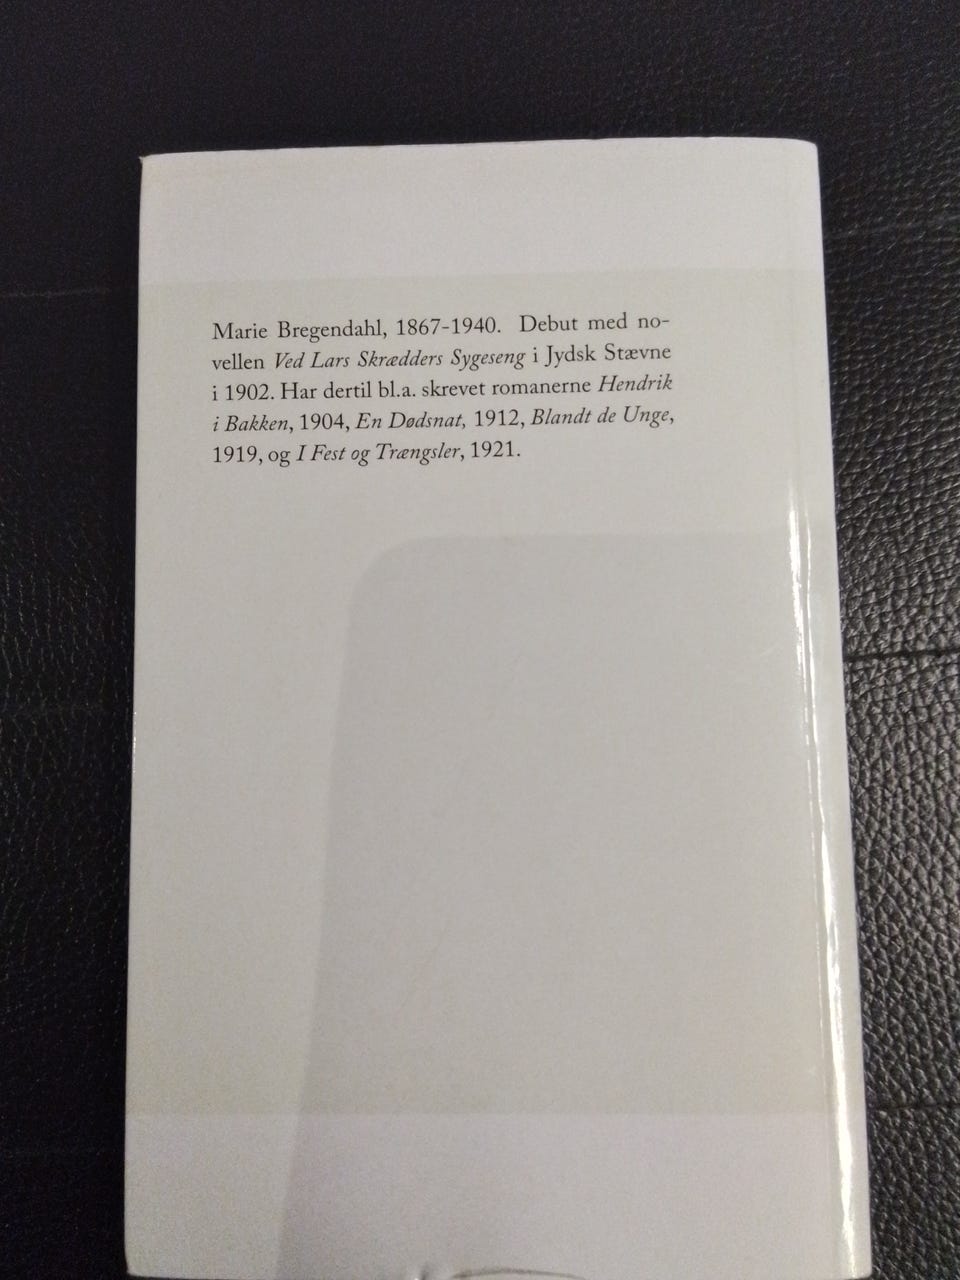 Marie Bregendahl, 1867-1940. Debut med no-
vellen Ved Lars Skrædders Sygeseng i Jydsk Stævne
i 1902. Har dertil bl.a. skrevet romanerne Hendrik
i Bakken, 1904, En Dødsnat, 1912, Blandt de Unge,
1919, og I Fest og Trængsler, 1921.